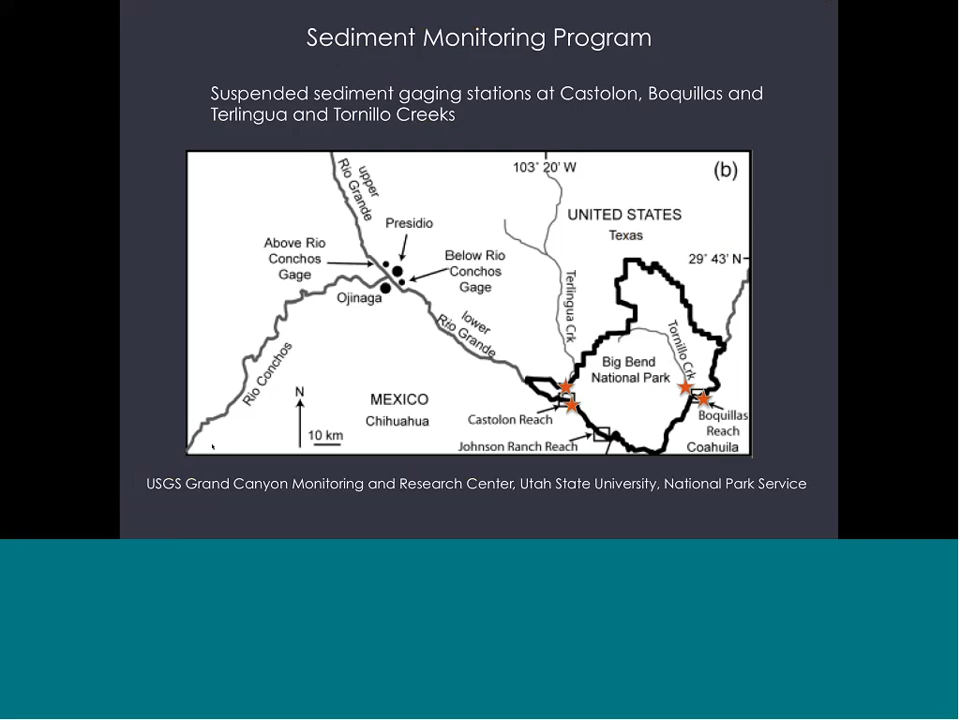 Sediment Monitoring Program
Suspended sediment gaging stations at Castolon, Boquillas and
Terlingua and Tornillo Creeks
103° 20' W
(b)
upper
Rio Grande
UNITED STATES
Texas
Presidio
Above Rio
Conchos
Gage
Below Rio
Conchos
Gage
29° 43' N
Ojinaga
Terlingua Crk
lower
Rio Grande
Tornillo Crk
Rio Conchos
Big Bend
National Park
N
MEXICO
Chihuahua
10 km
Castolon Reach
Johnson Ranch Reach
Boquillas
Reach
Coahuila
USGS Grand Canyon Monitoring and Research Center, Utah State University, National Park Service